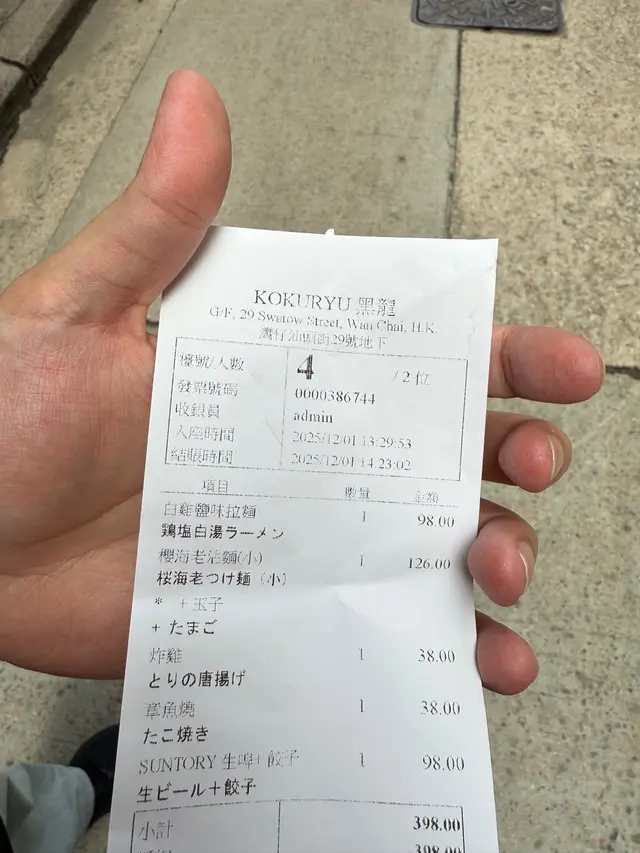 KOKURYU 黑龍
G/F, 29 Swatow Street, Wan Chai, H.K.
灣仔汕頭街29號地下
檯號/人數 4 /2 位
發票號碼 0000386744
收銀員 admin
入座時間 2025/12/01 13:29:53
結賬時間 2025/12/01 14:23:02
項目 數量 金額
白雞鹽味拉麵 1 98.00
鶏塩白湯ラーメン
櫻海老沾麵(小) 1 126.00
桜海老つけ麺（小）
* +玉子
+ たまご
炸雞 1 38.00
とりの唐揚げ
章魚燒 1 38.00
たこ焼き
SUNTORY 生啤+餃子 1 98.00
生ビール+餃子
小計 398.00
398.00